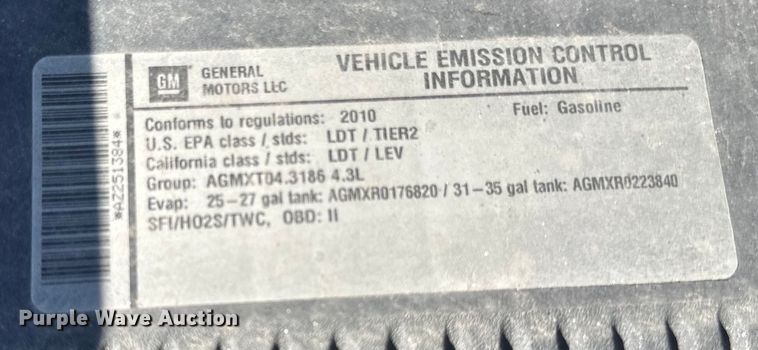 GM
GENERAL
MOTORS LLC
VEHICLE EMISSION CONTROL
INFORMATION
Conforms to regulations: 2010 Fuel: Gasoline
U.S. EPA class / stds: LDT / TIER2
California class / stds: LDT / LEV
Group: AGMXT04.3186 4.3L
Evap: 25-27 gal tank: AGMXR0176820 / 31-35 gal tank: AGMXR0223840
SFI/HO2S/TWC, OBD: II
*AZ251384*
Purple Wave Auction